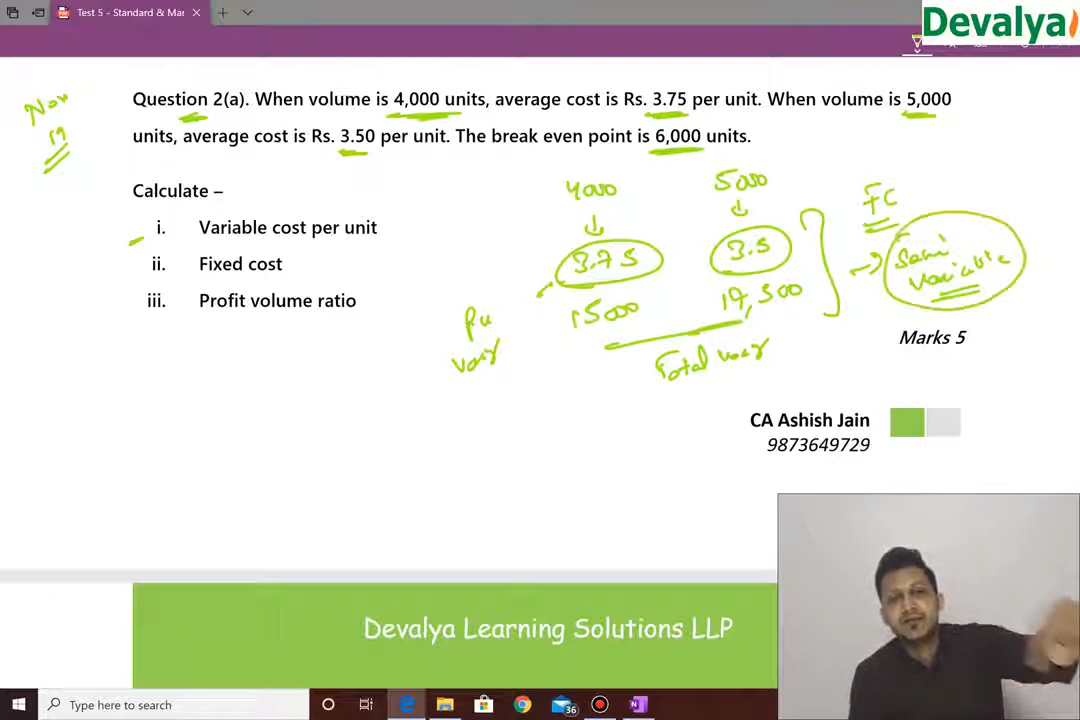 Test 5 - Standard & Mar
Devalya
Nov
19
Question 2(a). When volume is 4,000 units, average cost is Rs. 3.75 per unit. When volume is 5,000
units, average cost is Rs. 3.50 per unit. The break even point is 6,000 units.
Calculate –
i. Variable cost per unit
ii. Fixed cost
iii. Profit volume ratio
4000
5000
3.75
3.5
15000
17,500
Pu
vary
Total vary
FC
Semi
variable
Marks 5
CA Ashish Jain
9873649729
Devalya Learning Solutions LLP
Type here to search
36